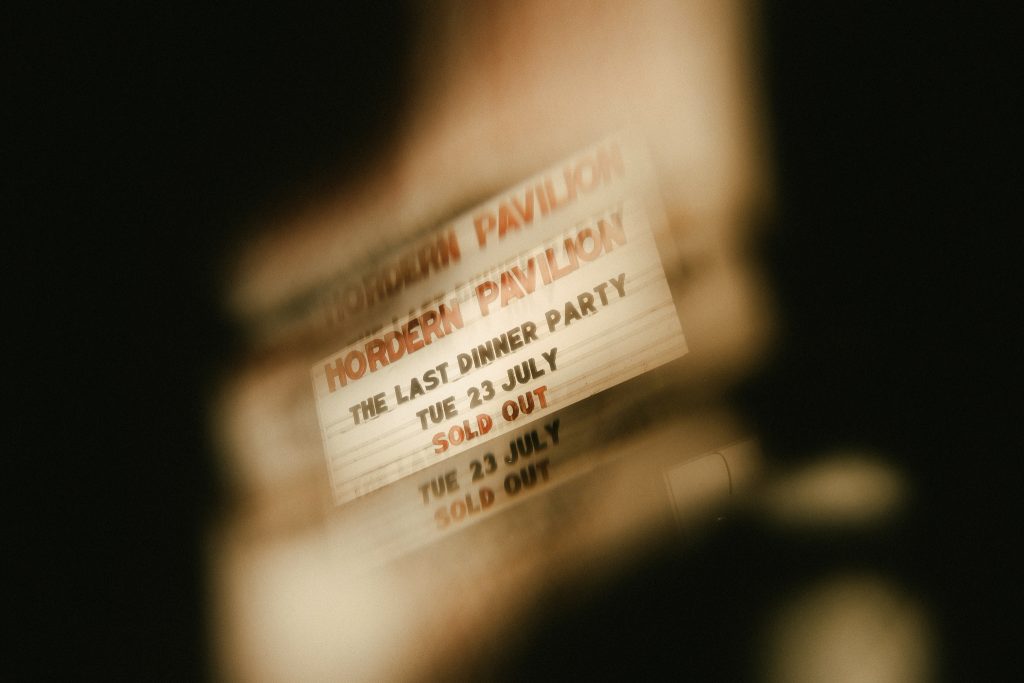 HORDERN PAVILION
HORDERN PAVILION
THE LAST DINNER PARTY
TUE 23 JULY
SOLD OUT
TUE 23 JULY
SOLD OUT